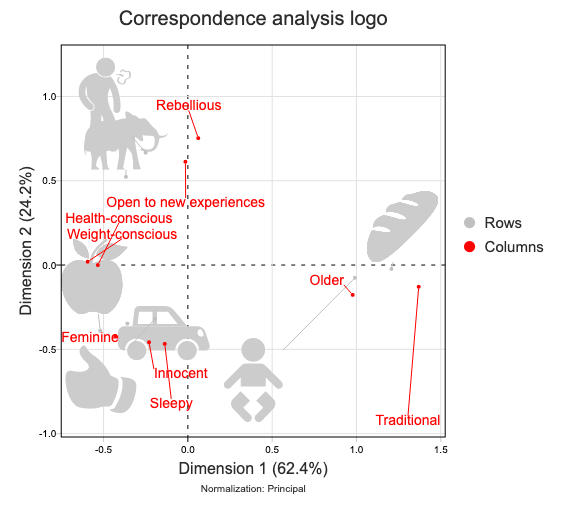 Correspondence analysis logo
Dimension 2 (24.2%)
1.0
0.5
0.0
-0.5
-1.0
Rebellious
Open to new experiences
Health-conscious
Weight-conscious
Older
Feminine
Innocent
Sleepy
Traditional
Rows
Columns
-0.5
0.0
0.5
1.0
1.5
Dimension 1 (62.4%)
Normalization: Principal